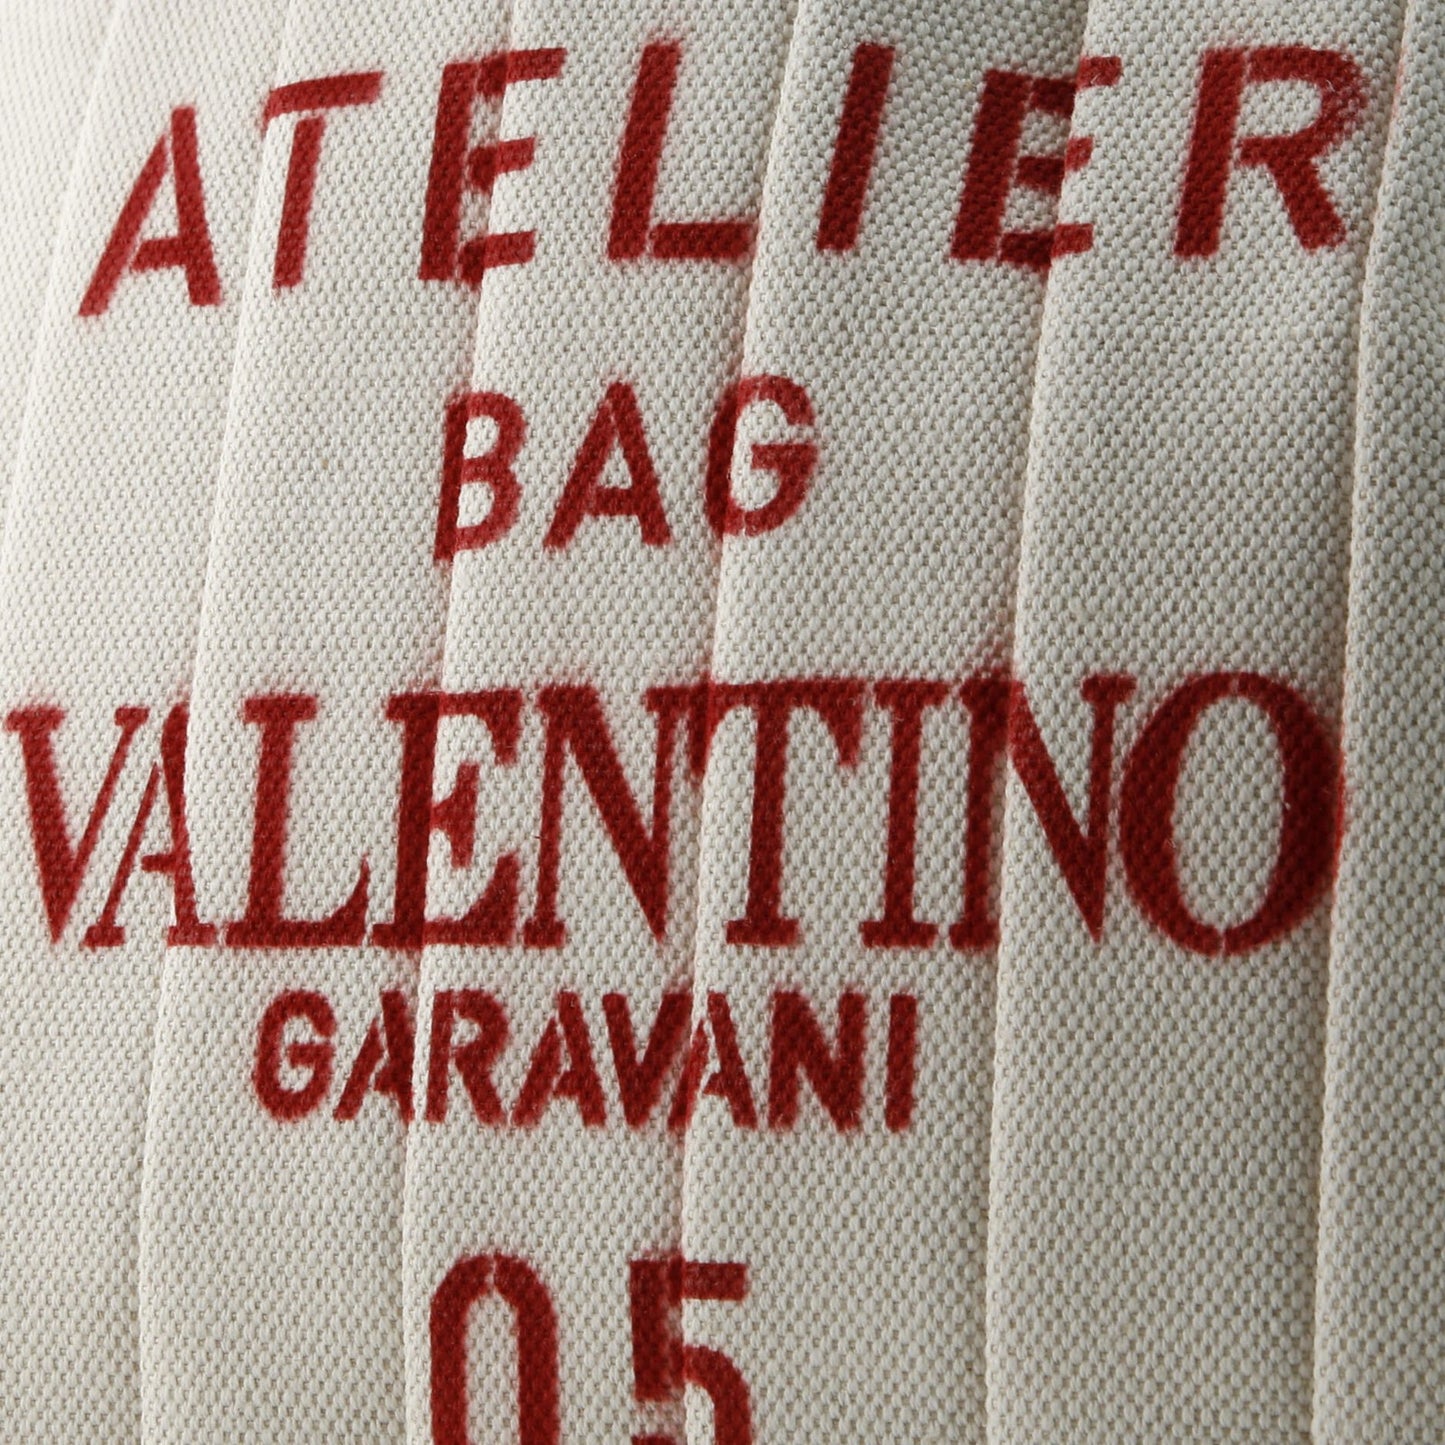 ATELIER
BAG
VALENTINO
GARAVANI
05